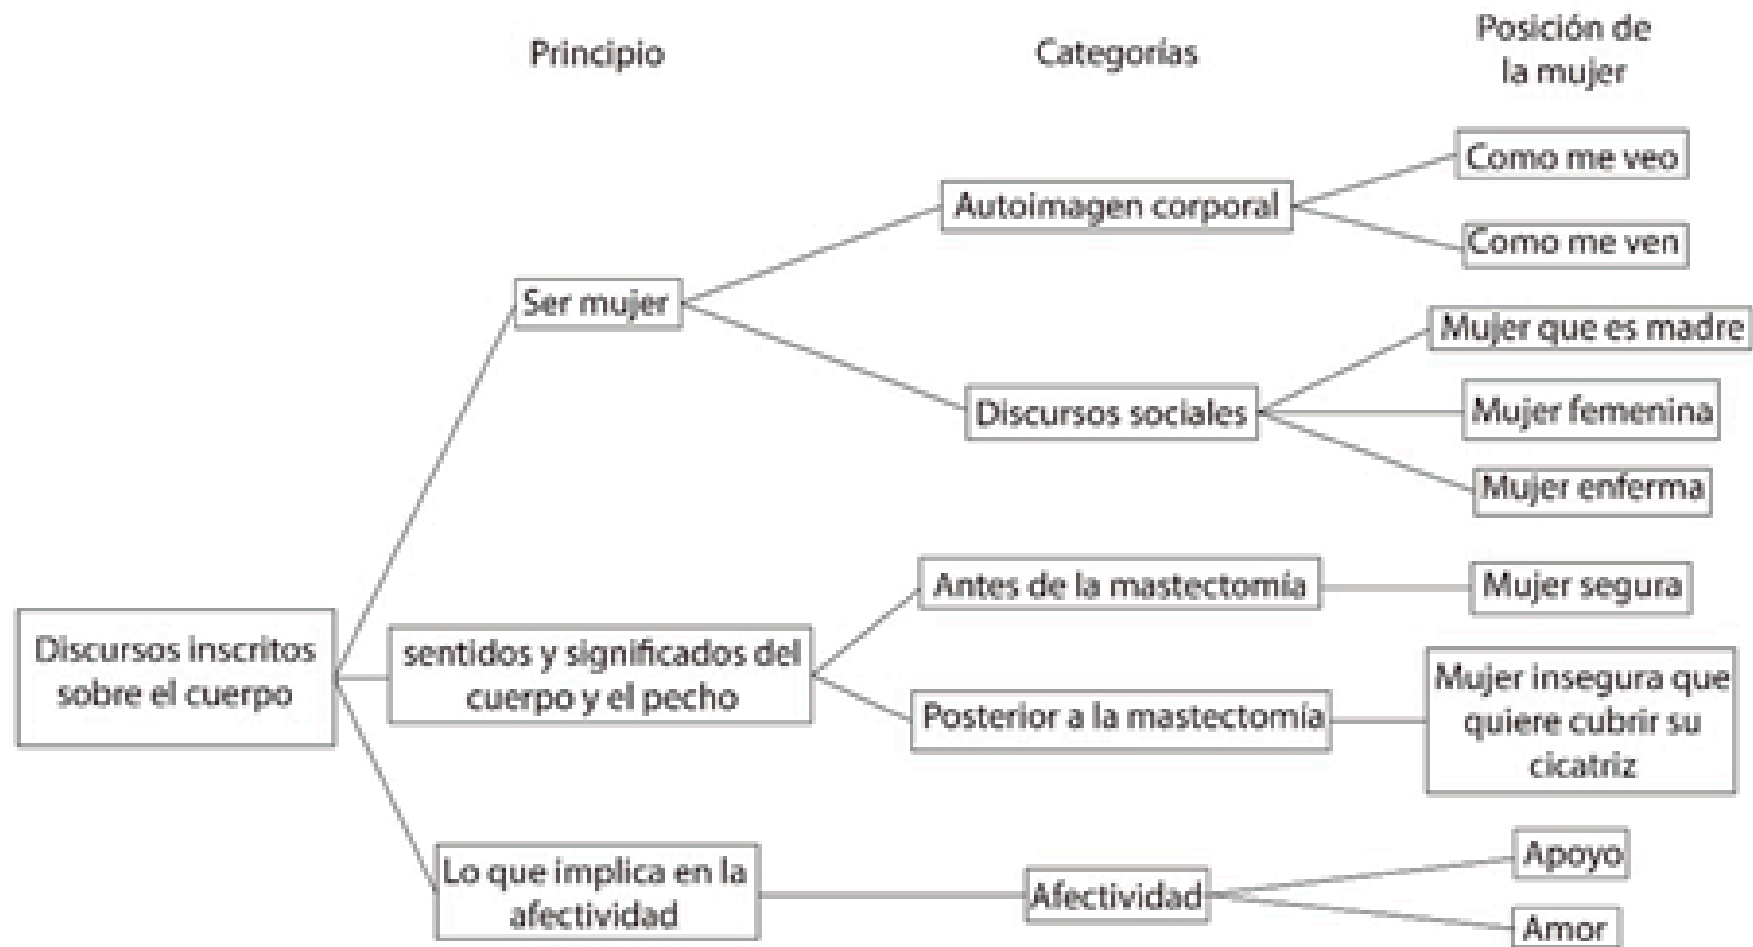 Principio
Categorías
Posición de
la mujer
Como me veo
Autoimagen corporal
Como me ven
Ser mujer
Mujer que es madre
Discursos sociales
Mujer femenina
Mujer enferma
Antes de la mastectomía
Mujer segura
Discursos inscritos
sobre el cuerpo
sentidos y significados del
cuerpo y el pecho
Posterior a la mastectomía
Mujer insegura que
quiere cubrir su
cicatriz
Lo que implica en la
afectividad
Afectividad
Apoyo
Amor